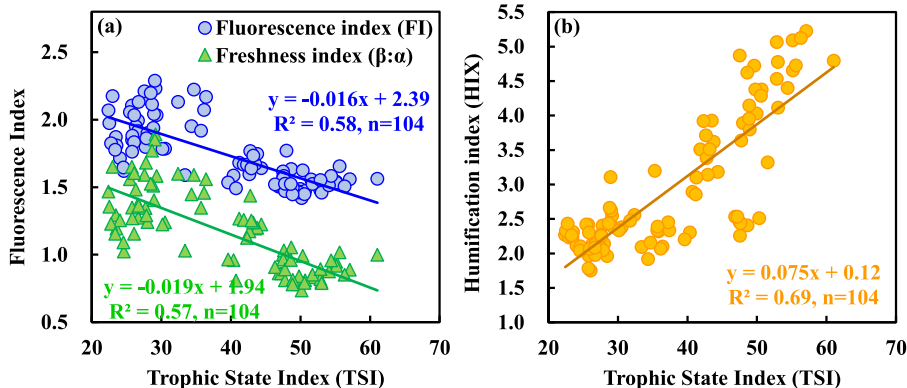 (a)
Fluorescence index (FI)
Freshness index (β:α)
y = -0.016x + 2.39
R² = 0.58, n=104
y = -0.019x + 1.94
R² = 0.57, n=104
Fluorescence Index
2.5
2.0
1.5
1.0
0.5
20 30 40 50 60 70
Trophic State Index (TSI)
(b)
y = 0.075x + 0.12
R² = 0.69, n=104
Humification index (HIX)
5.5
5.0
4.5
4.0
3.5
3.0
2.5
2.0
1.5
1.0
20 30 40 50 60 70
Trophic State Index (TSI)